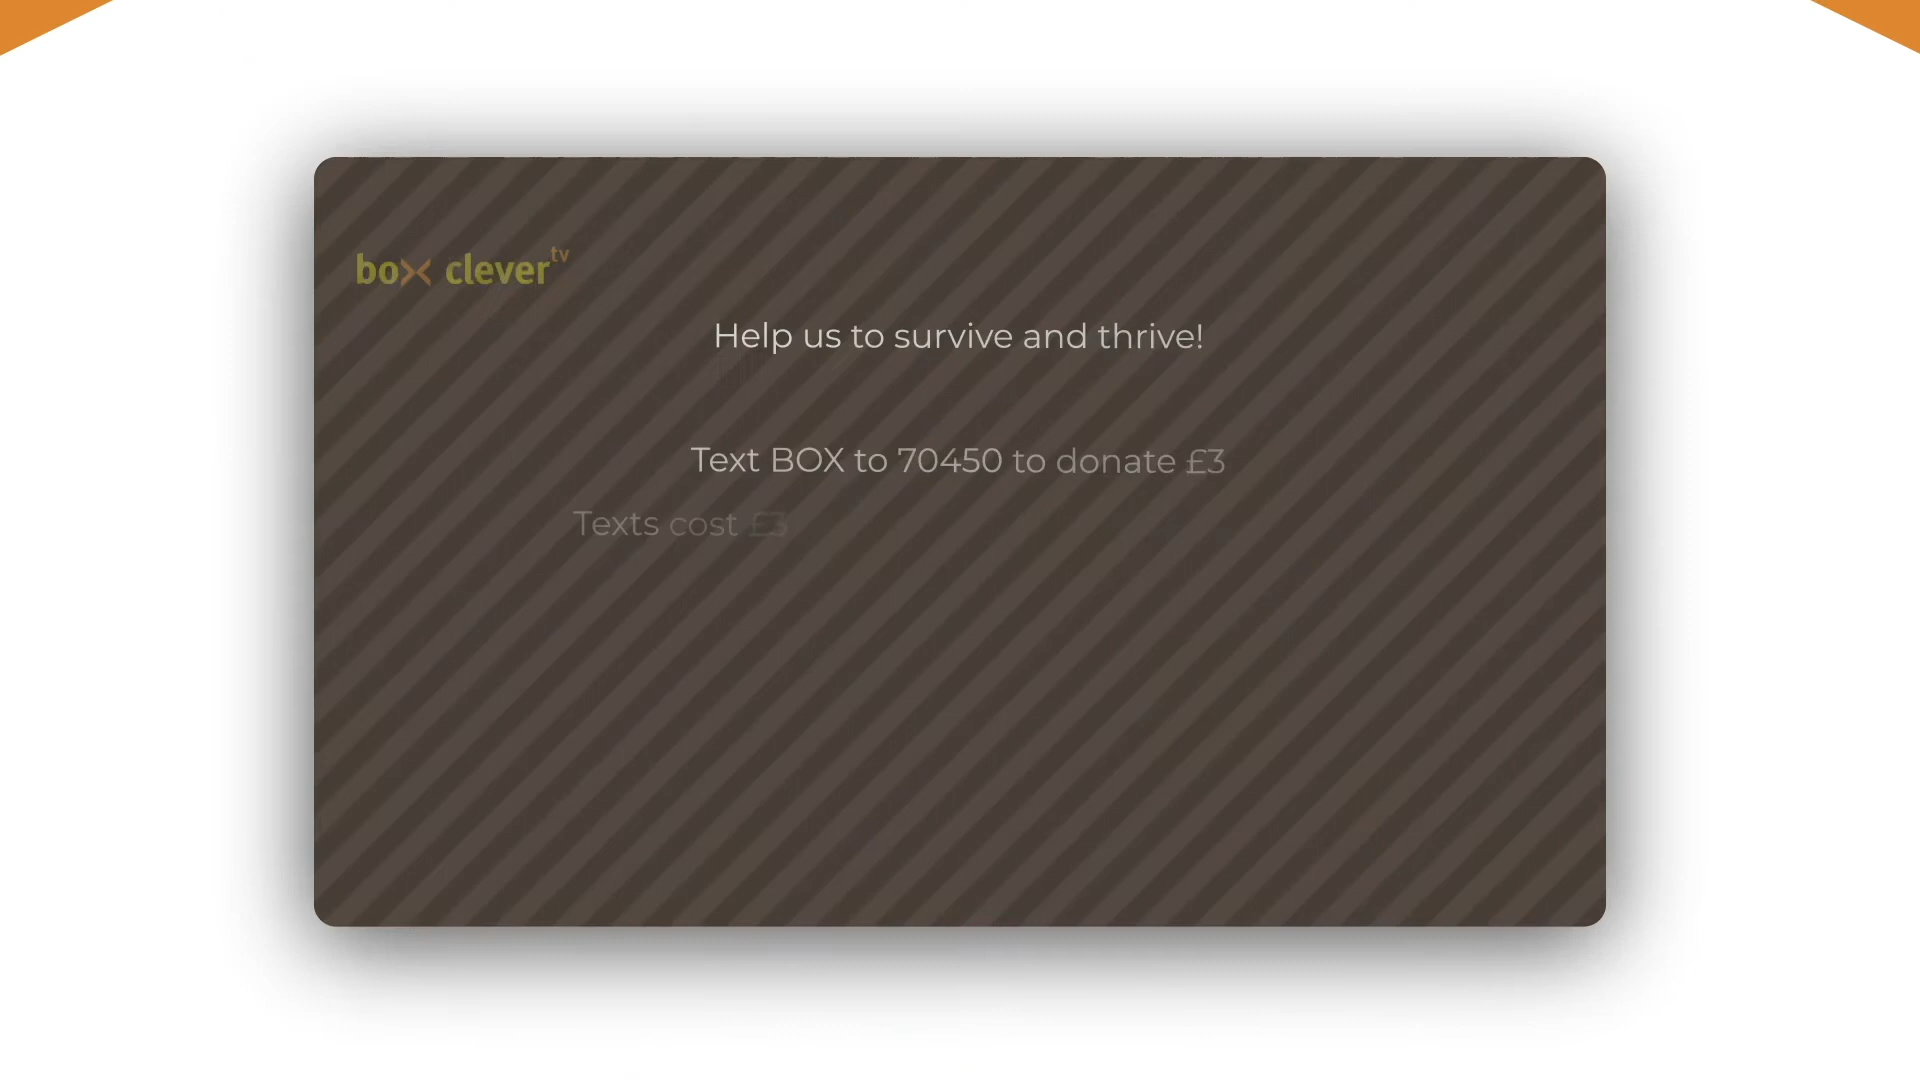 box clever tv
Help us to survive and thrive!
Text BOX to 70450 to donate £3
Texts cost £3